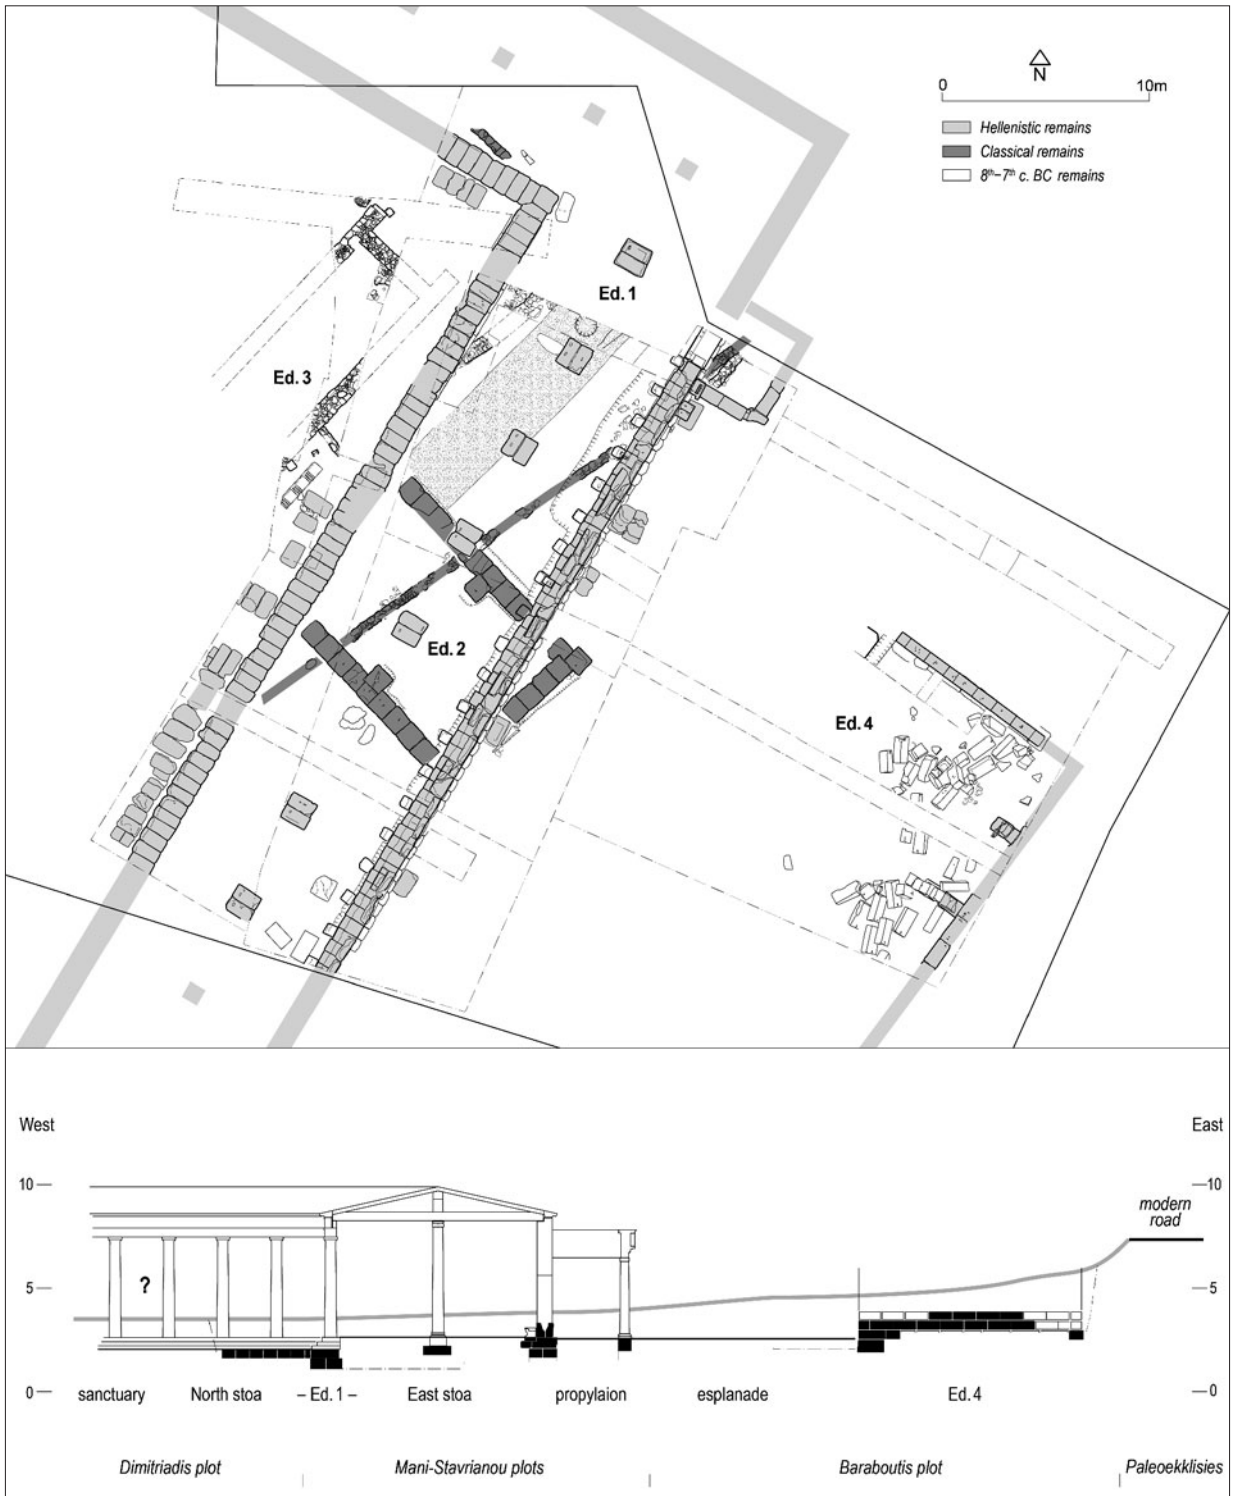 N
0 10m
Hellenistic remains
Classical remains
8th–7th c. BC remains
Ed. 1
Ed. 3
Ed. 2
Ed. 4
West East
10 — — 10
modern
road
5 — ? — 5
0 — — 0
sanctuary North stoa – Ed. 1 – East stoa propylaion esplanade Ed. 4
Dimitriadis plot Mani-Stavrianou plots Baraboutis plot Paleoekklisies